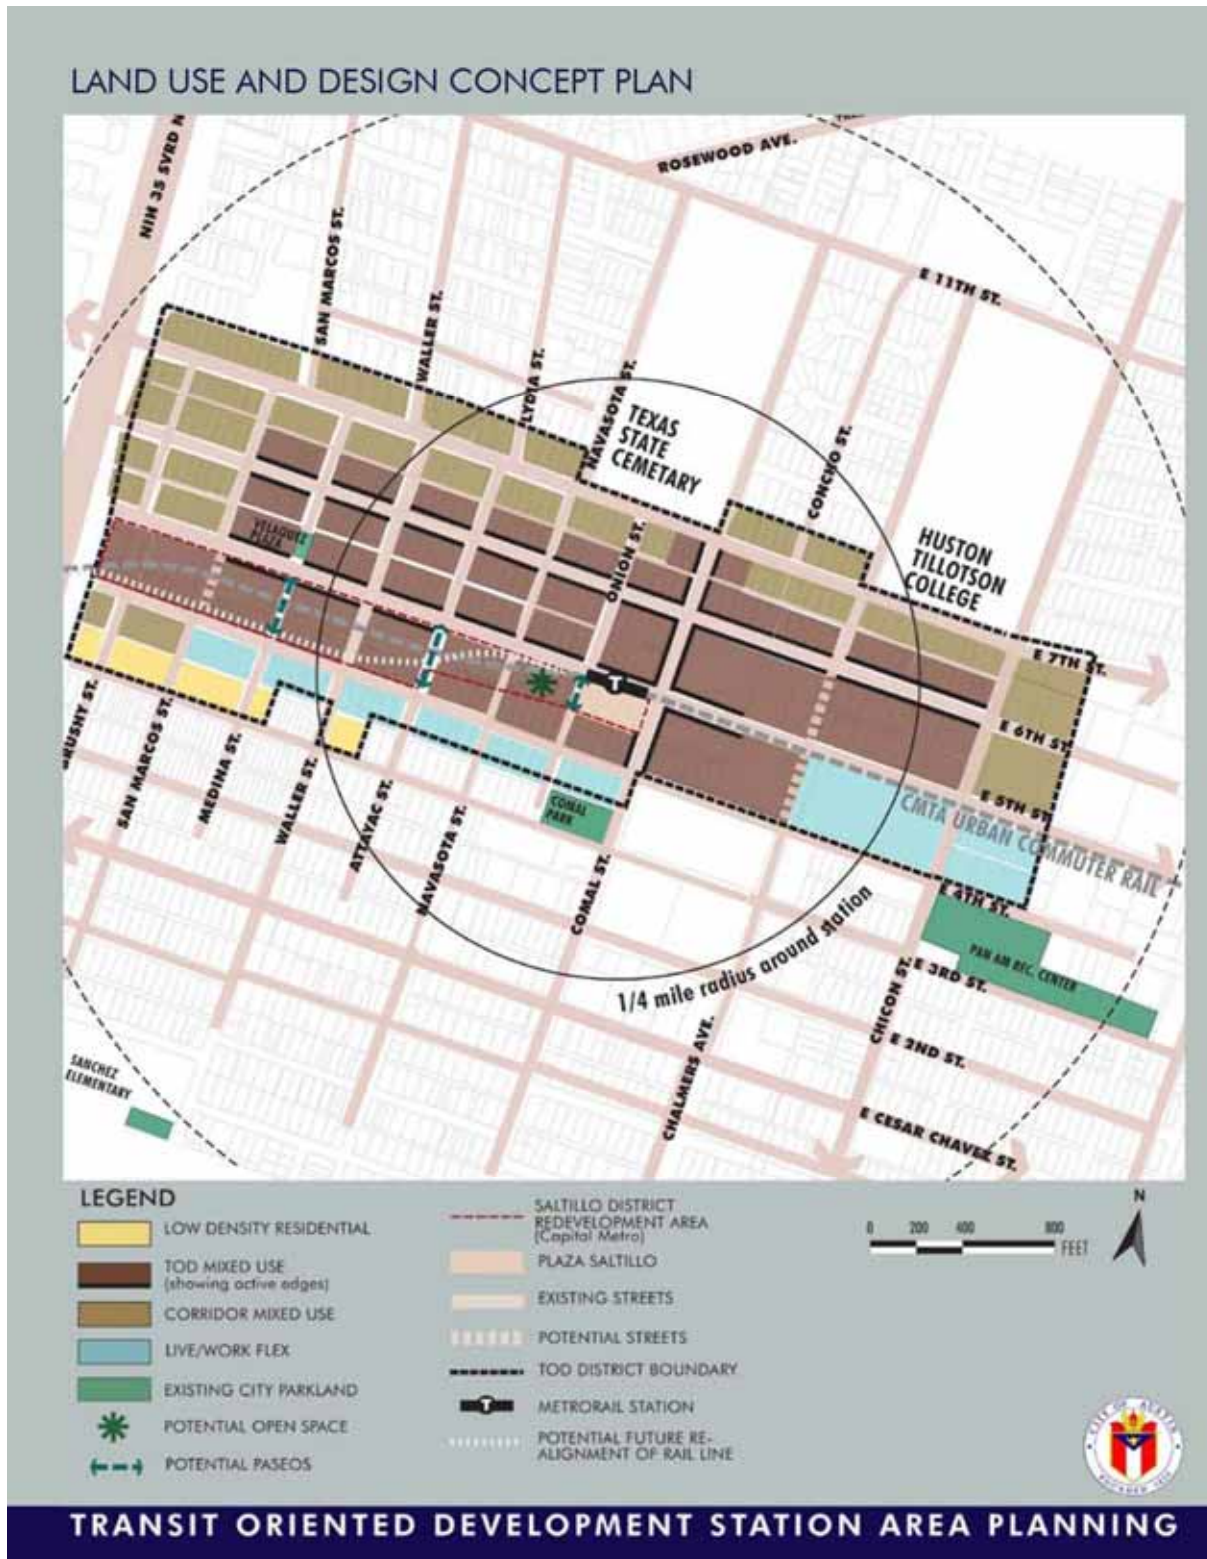 LAND USE AND DESIGN CONCEPT PLAN
NIH 35 SVRD N
ROSEWOOD AVE.
SAN MARCOS ST.
WALLER ST.
LYDIA ST.
NAVASOTA ST.
E 11TH ST.
TEXAS
STATE
CEMETARY
CONCHO ST.
ONION ST.
HUSTON
TILLOTSON
COLLEGE
PLAZA
E 7TH ST.
E 6TH ST.
E 5TH ST.
T
CMTA URBAN COMMUTER RAIL
BRUSHY ST.
SAN MARCOS ST.
MEDINA ST.
WALLER ST.
ATTAYAC ST.
NAVASOTA ST.
COMAL
PARK
COMAL ST.
E 4TH ST.
1/4 mile radius around station
PAN AM REC. CENTER
CHICON ST.
E 3RD ST.
E 2ND ST.
CHALMERS AVE.
E CESAR CHAVEZ ST.
SANCHEZ
ELEMENTARY
LEGEND
LOW DENSITY RESIDENTIAL
TOD MIXED USE
(showing active edges)
CORRIDOR MIXED USE
LIVE/WORK FLEX
EXISTING CITY PARKLAND
POTENTIAL OPEN SPACE
POTENTIAL PASEOS
SALTILLO DISTRICT
REDEVELOPMENT AREA
(Capital Metro)
PLAZA SALTILLO
EXISTING STREETS
POTENTIAL STREETS
TOD DISTRICT BOUNDARY
T
METRORAIL STATION
POTENTIAL FUTURE RE-
ALIGNMENT OF RAIL LINE
N
0 200 400 800
FEET
CITY OF AUSTIN
FOUNDED 1839
TRANSIT ORIENTED DEVELOPMENT STATION AREA PLANNING